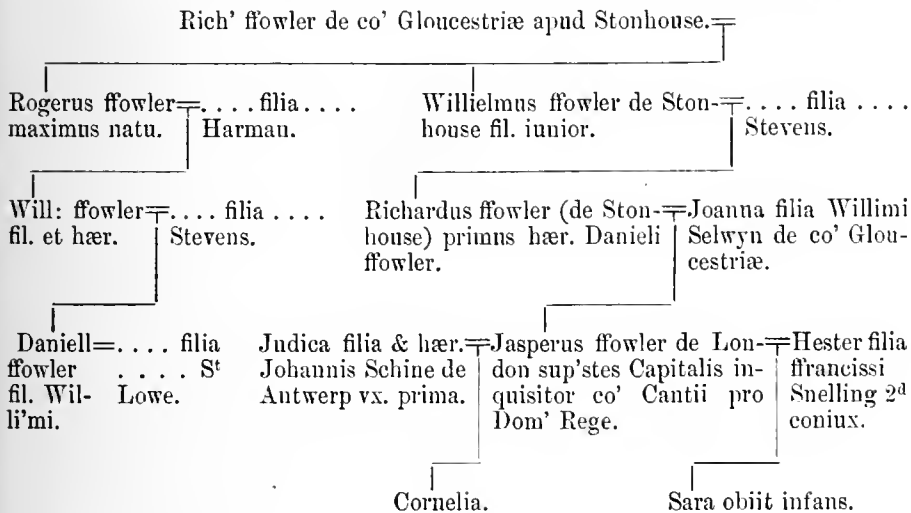 Rich' ffowler de co' Gloucestriæ apud Stonhouse.
Rogerus ffowler = . . . . filia . . . .
maximus natu. Harman.
Willielmus ffowler de Ston- = . . . . filia . . . .
house fil. iunior. Stevens.
Will: ffowler = . . . . filia . . . .
fil. et hær. Stevens.
Richardus ffowler (de Ston- = Joanna filia Willimi
house) primus hær. Danieli Selwyn de co' Glou-
ffowler. cestriæ.
Daniell = . . . . filia
ffowler . . . . St
fil. Wil- Lowe.
li'mi.
Judica filia & hær. = Jasperus ffowler de Lon- = Hester filia
Johannis Schine de don sup'stes Capitalis in- ffrancissi
Antwerp vx. prima. quisitor co' Cantii pro Snelling 2d
Dom' Rege. coniux.
Cornelia.
Sara obiit infans.